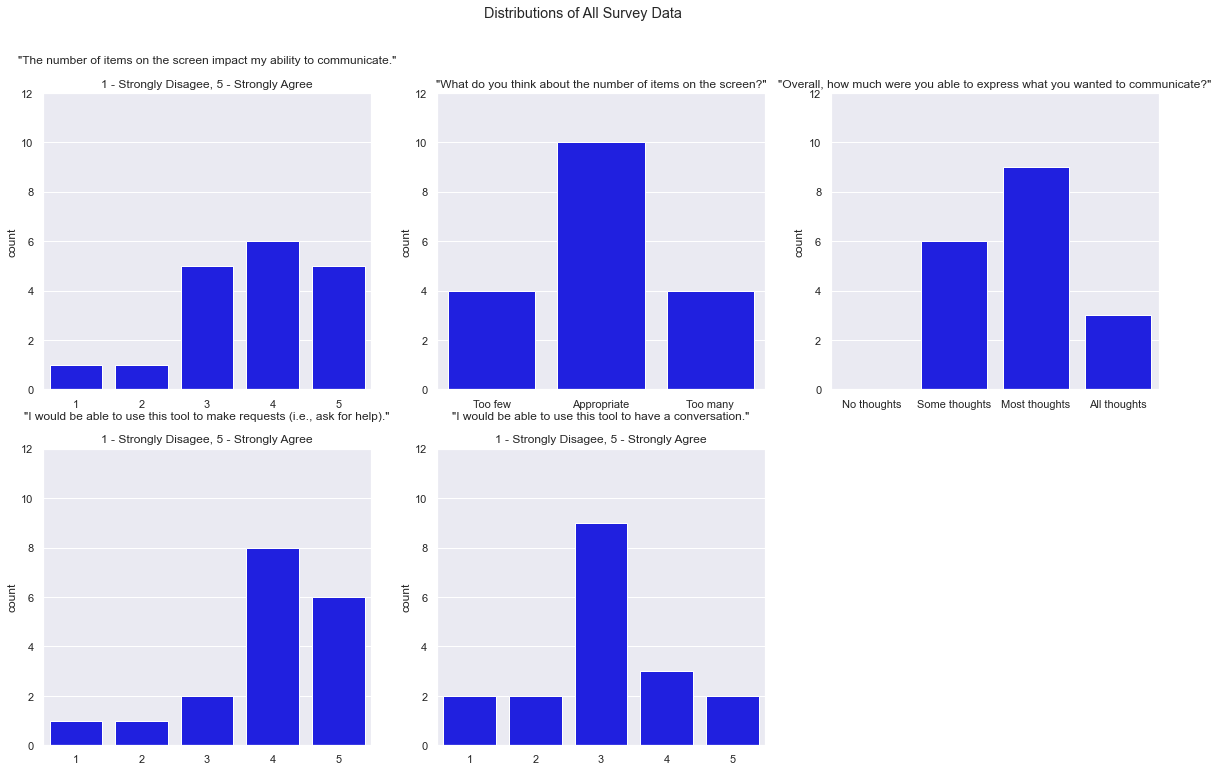 Distributions of All Survey Data
"The number of items on the screen impact my ability to communicate."
1 - Strongly Disagree, 5 - Strongly Agree
12
10
8
6
4
2
0
count
1 2 3 4 5
"What do you think about the number of items on the screen?"
12
10
8
6
4
2
0
count
Too few Appropriate Too many
"Overall, how much were you able to express what you wanted to communicate?"
12
10
8
6
4
2
0
count
No thoughts Some thoughts Most thoughts All thoughts
"I would be able to use this tool to make requests (i.e., ask for help)."
1 - Strongly Disagree, 5 - Strongly Agree
12
10
8
6
4
2
0
count
1 2 3 4 5
"I would be able to use this tool to have a conversation."
1 - Strongly Disagree, 5 - Strongly Agree
12
10
8
6
4
2
0
count
1 2 3 4 5